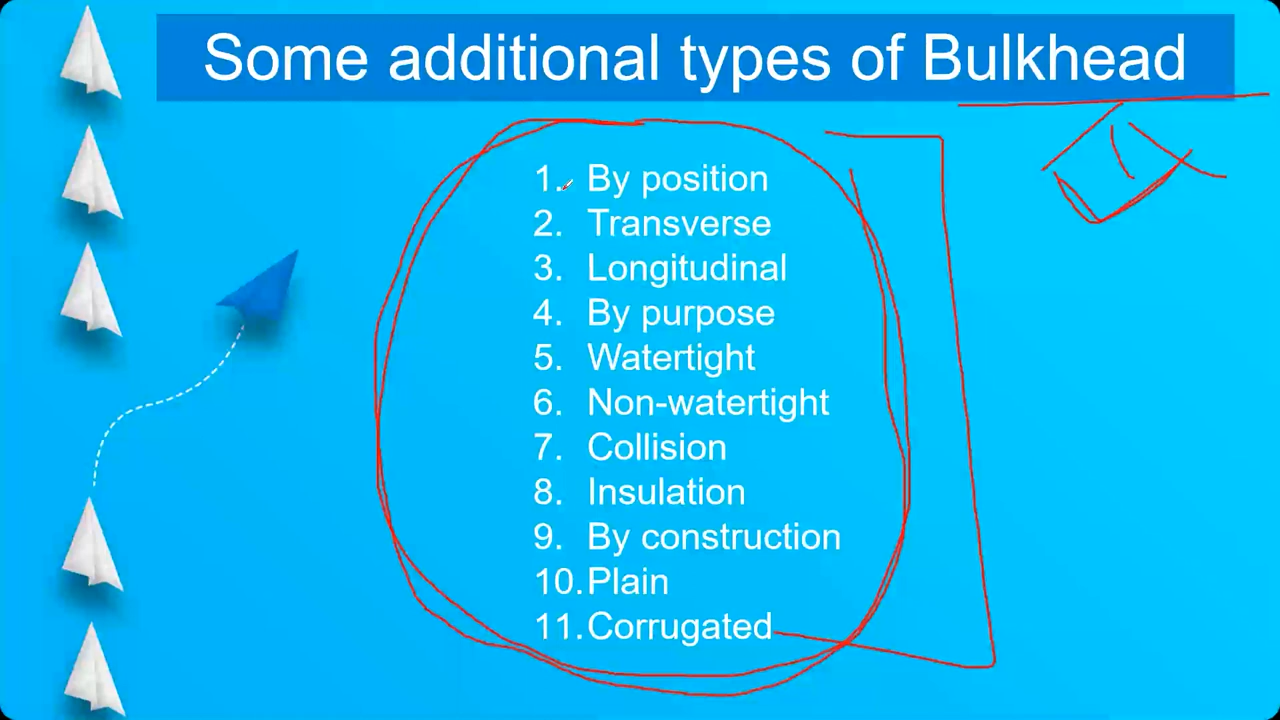 Some additional types of Bulkhead
1. By position
2. Transverse
3. Longitudinal
4. By purpose
5. Watertight
6. Non-watertight
7. Collision
8. Insulation
9. By construction
10. Plain
11. Corrugated